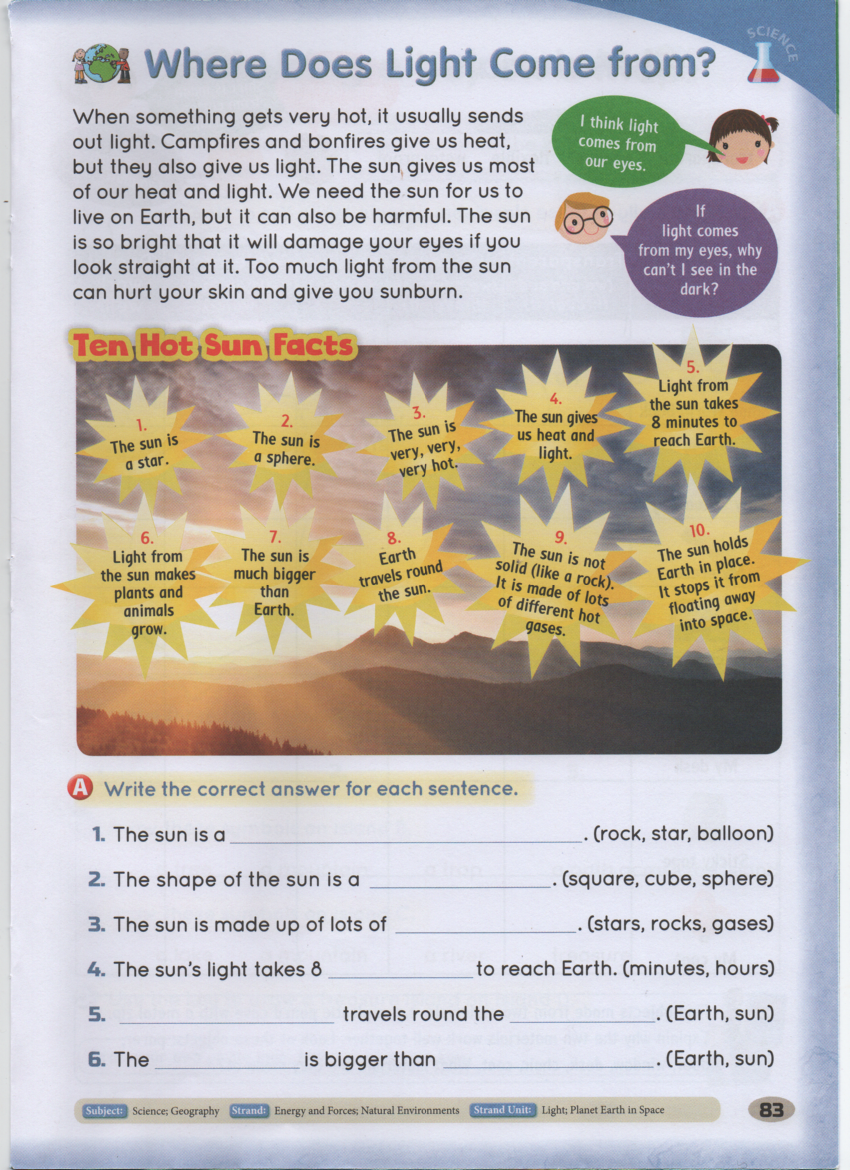 SCIENCE
Where Does Light Come from?
When something gets very hot, it usually sends
out light. Campfires and bonfires give us heat,
but they also give us light. The sun gives us most
of our heat and light. We need the sun for us to
live on Earth, but it can also be harmful. The sun
is so bright that it will damage your eyes if you
look straight at it. Too much light from the sun
can hurt your skin and give you sunburn.
I think light
comes from
our eyes.
If
light comes
from my eyes, why
can't I see in the
dark?
Ten Hot Sun Facts
1.
The sun is
a star.
2.
The sun is
a sphere.
3.
The sun is
very, very,
very hot.
4.
The sun gives
us heat and
light.
5.
Light from
the sun takes
8 minutes to
reach Earth.
6.
Light from
the sun makes
plants and
animals
grow.
7.
The sun is
much bigger
than
Earth.
8.
Earth
travels round
the sun.
9.
The sun is not
solid (like a rock).
It is made of lots
of different hot
gases.
10.
The sun holds
Earth in place.
It stops it from
floating away
into space.
A Write the correct answer for each sentence.
1. The sun is a ______. (rock, star, balloon)
2. The shape of the sun is a ______. (square, cube, sphere)
3. The sun is made up of lots of ______. (stars, rocks, gases)
4. The sun's light takes 8 ______ to reach Earth. (minutes, hours)
5. ______ travels round the ______. (Earth, sun)
6. The ______ is bigger than ______. (Earth, sun)
Subject: Science; Geography Strand: Energy and Forces; Natural Environments Strand Unit: Light; Planet Earth in Space
83